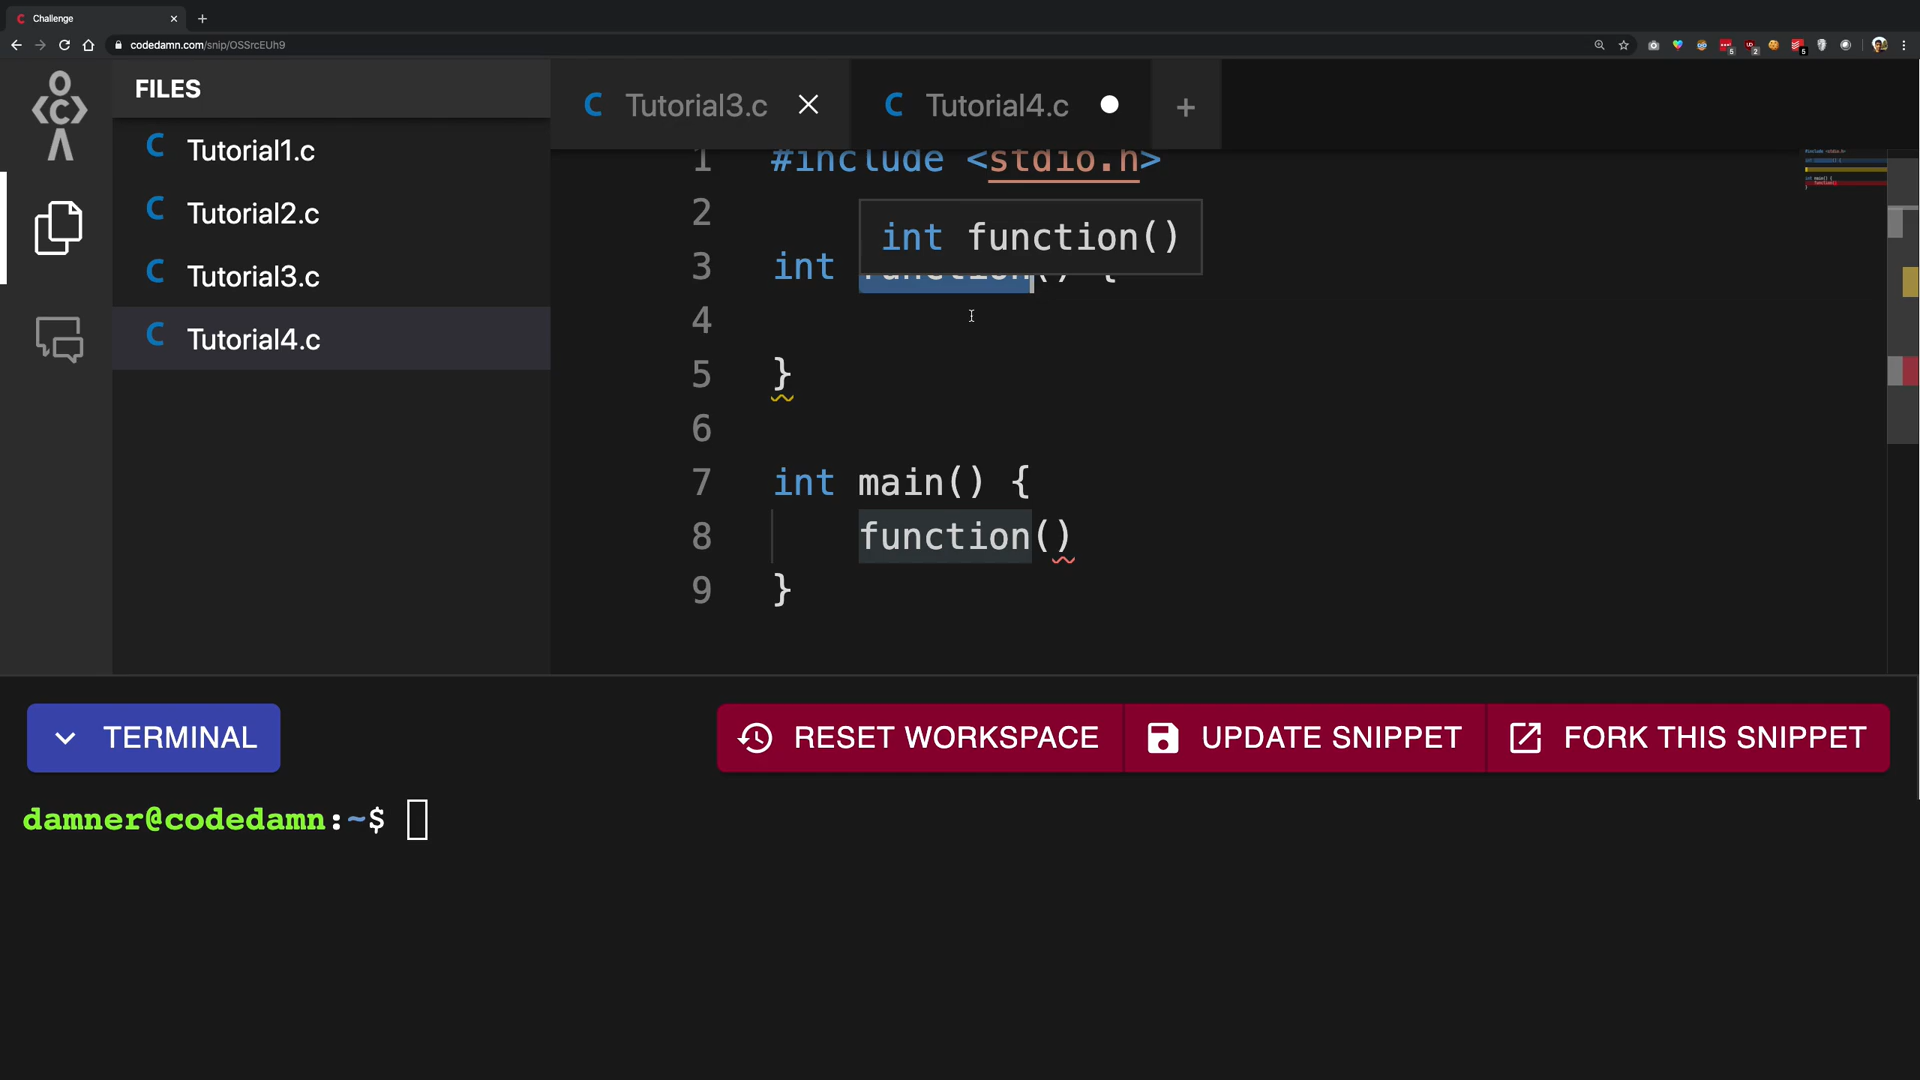 Challenge
codedamn.com/snip/OSSrcEUh9
FILES
Tutorial1.c
Tutorial2.c
Tutorial3.c
Tutorial4.c
Tutorial3.c
Tutorial4.c
1 #include <stdio.h>
2
int function()
3 int function() {
4
5 }
6
7 int main() {
8 function()
9 }
TERMINAL
RESET WORKSPACE
UPDATE SNIPPET
FORK THIS SNIPPET
damner@codedamn:~$